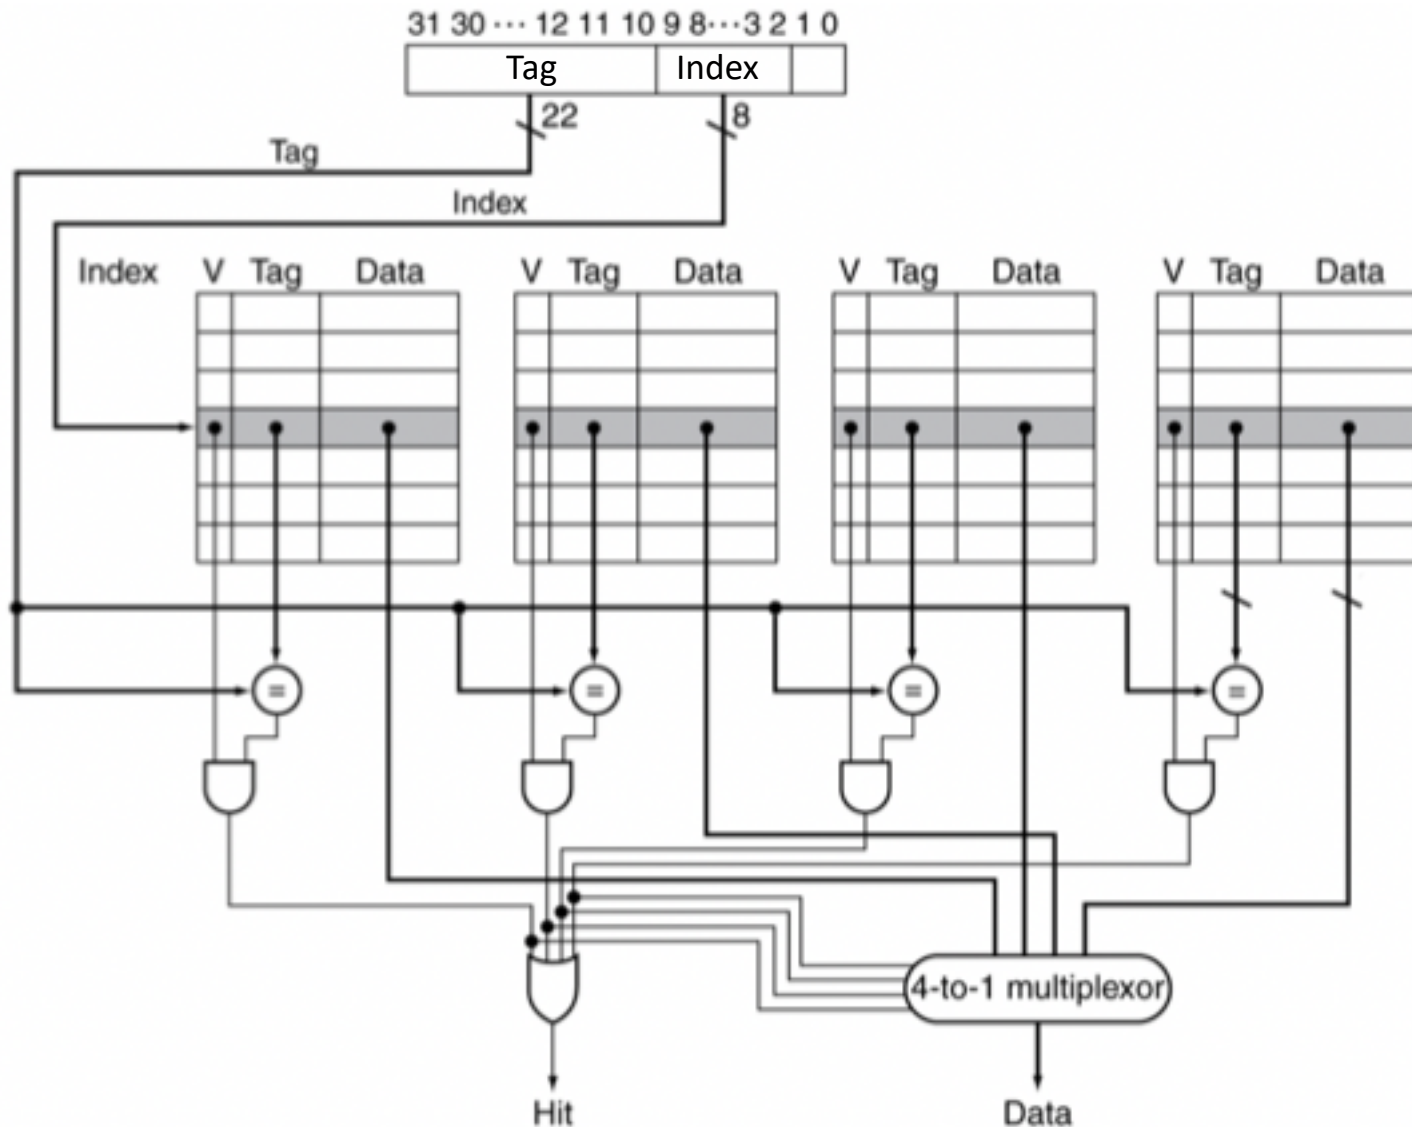 31 30 ··· 12 11 10 9 8···3 2 1 0
Tag Index
22 8
Tag
Index
Index V Tag Data V Tag Data V Tag Data V Tag Data
= = = =
4-to-1 multiplexor
Hit Data